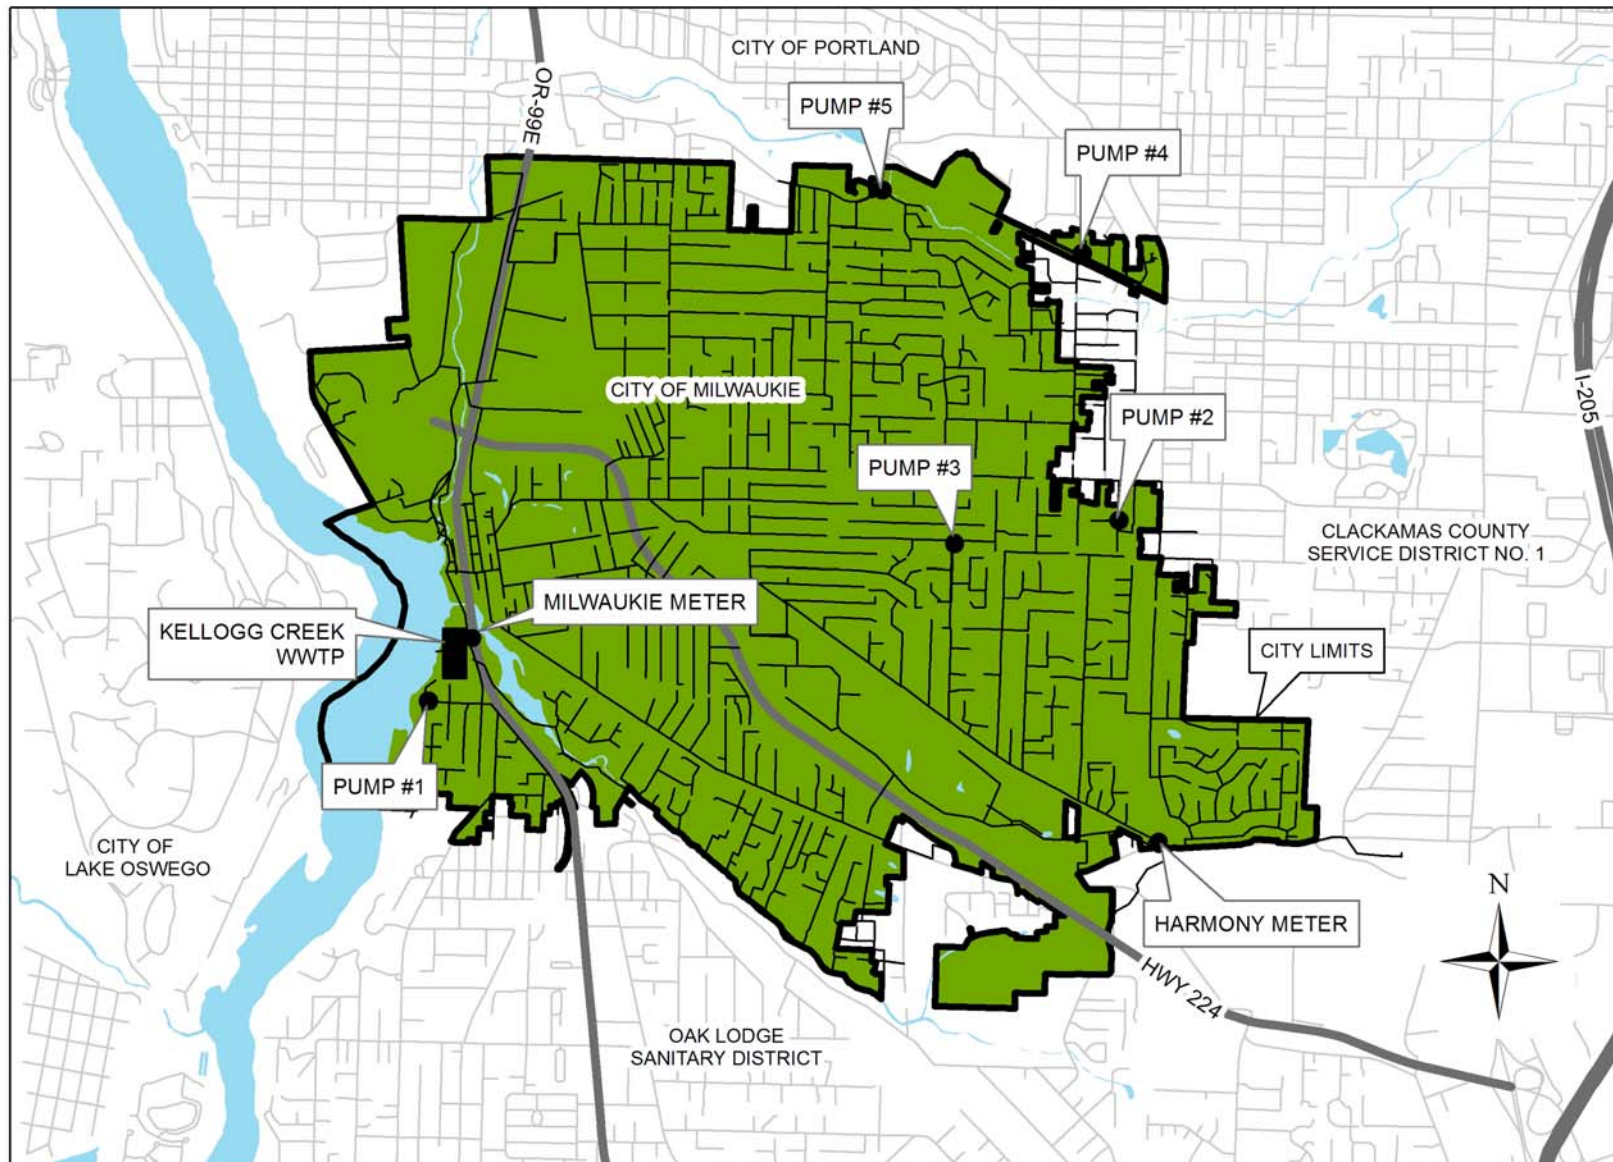 CITY OF PORTLAND
OR-99E
PUMP #5
PUMP #4
CITY OF MILWAUKIE
I-205
PUMP #2
PUMP #3
CLACKAMAS COUNTY
SERVICE DISTRICT NO. 1
MILWAUKIE METER
KELLOGG CREEK
WWTP
CITY LIMITS
PUMP #1
CITY OF
LAKE OSWEGO
N
HARMONY METER
HWY 224
OAK LODGE
SANITARY DISTRICT